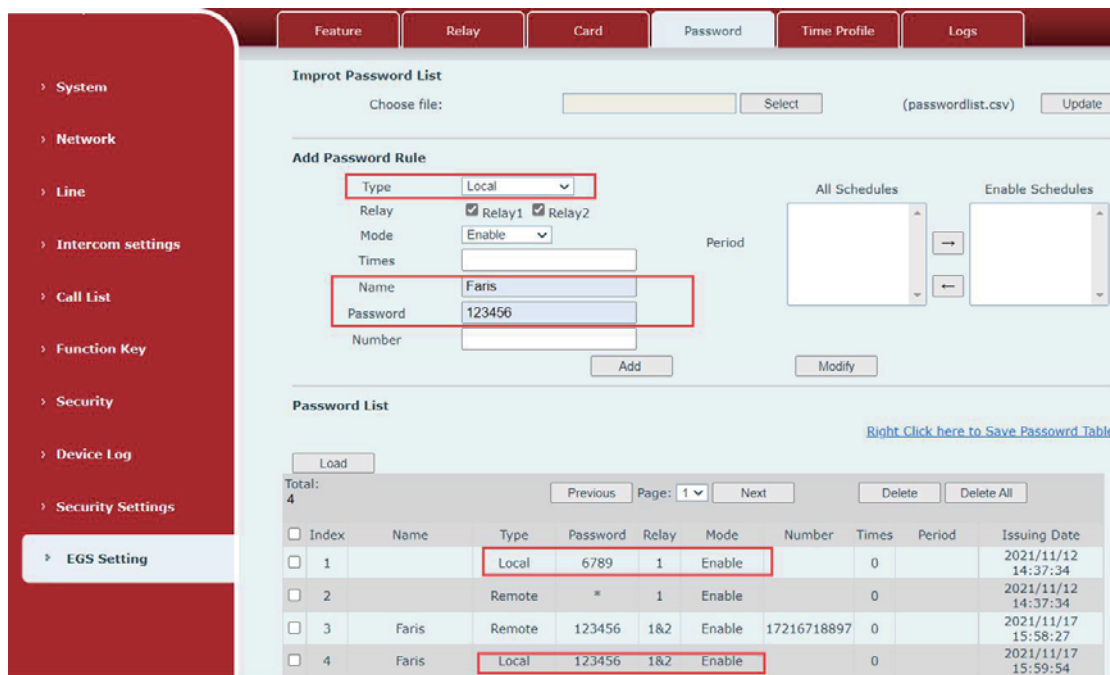 Feature Relay Card Password Time Profile Logs
System
Network
Line
Intercom settings
Call List
Function Key
Security
Device Log
Security Settings
EGS Setting
Improt Password List
Choose file: Select (passwordlist.csv) Update
Add Password Rule
Type Local
Relay Relay1 Relay2
Mode Enable
Times
Name Faris
Password 123456
Number
Period
All Schedules Enable Schedules
→
←
Add Modify
Password List
Right Click here to Save Passowrd Table
Load
Total:
4
Previous Page: 1 Next Delete Delete All
Index Name Type Password Relay Mode Number Times Period Issuing Date
1 Local 6789 1 Enable 0 2021/11/12
14:37:34
2 Remote * 1 Enable 0 2021/11/12
14:37:34
3 Faris Remote 123456 1&2 Enable 17216718897 0 2021/11/17
15:58:27
4 Faris Local 123456 1&2 Enable 0 2021/11/17
15:59:54